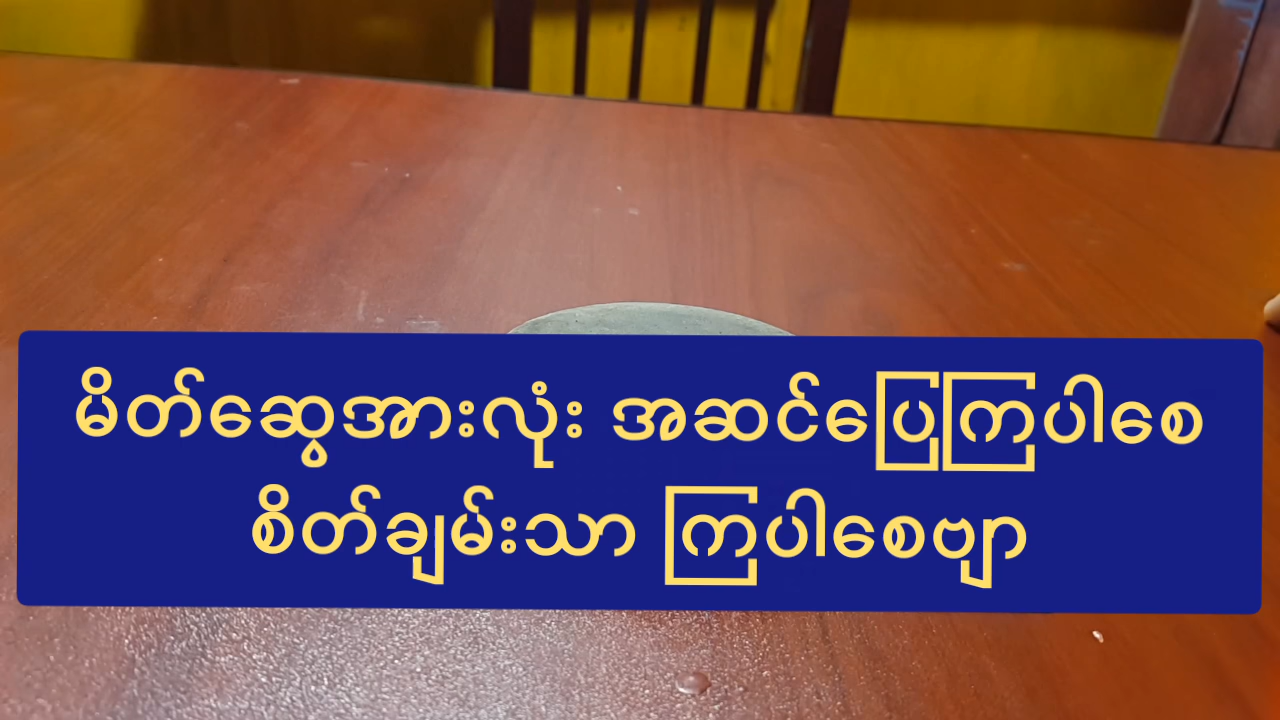 မိတ်ဆွေအားလုံး အဆင်ပြေကြပါစေ
စိတ်ချမ်းသာ ကြပါစေဗျာ